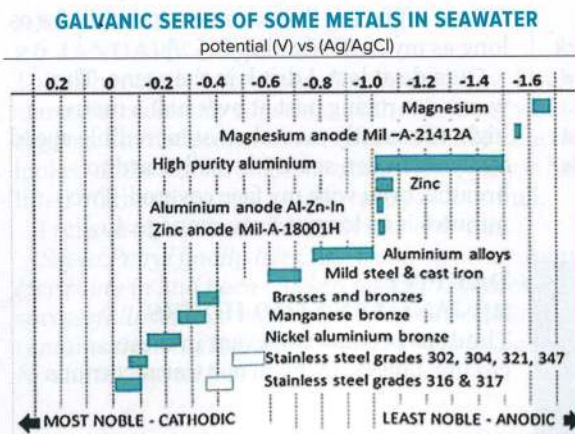 GALVANIC SERIES OF SOME METALS IN SEAWATER
potential (V) vs (Ag/AgCl)
0.2 0 -0.2 -0.4 -0.6 -0.8 -1.0 -1.2 -1.4 -1.6
Magnesium
Magnesium anode Mil –A-21412A
High purity aluminium
Zinc
Aluminium anode Al-Zn-In
Zinc anode Mil-A-18001H
Aluminium alloys
Mild steel & cast iron
Brasses and bronzes
Manganese bronze
Nickel aluminium bronze
Stainless steel grades 302, 304, 321, 347
Stainless steel grades 316 & 317
MOST NOBLE - CATHODIC LEAST NOBLE - ANODIC